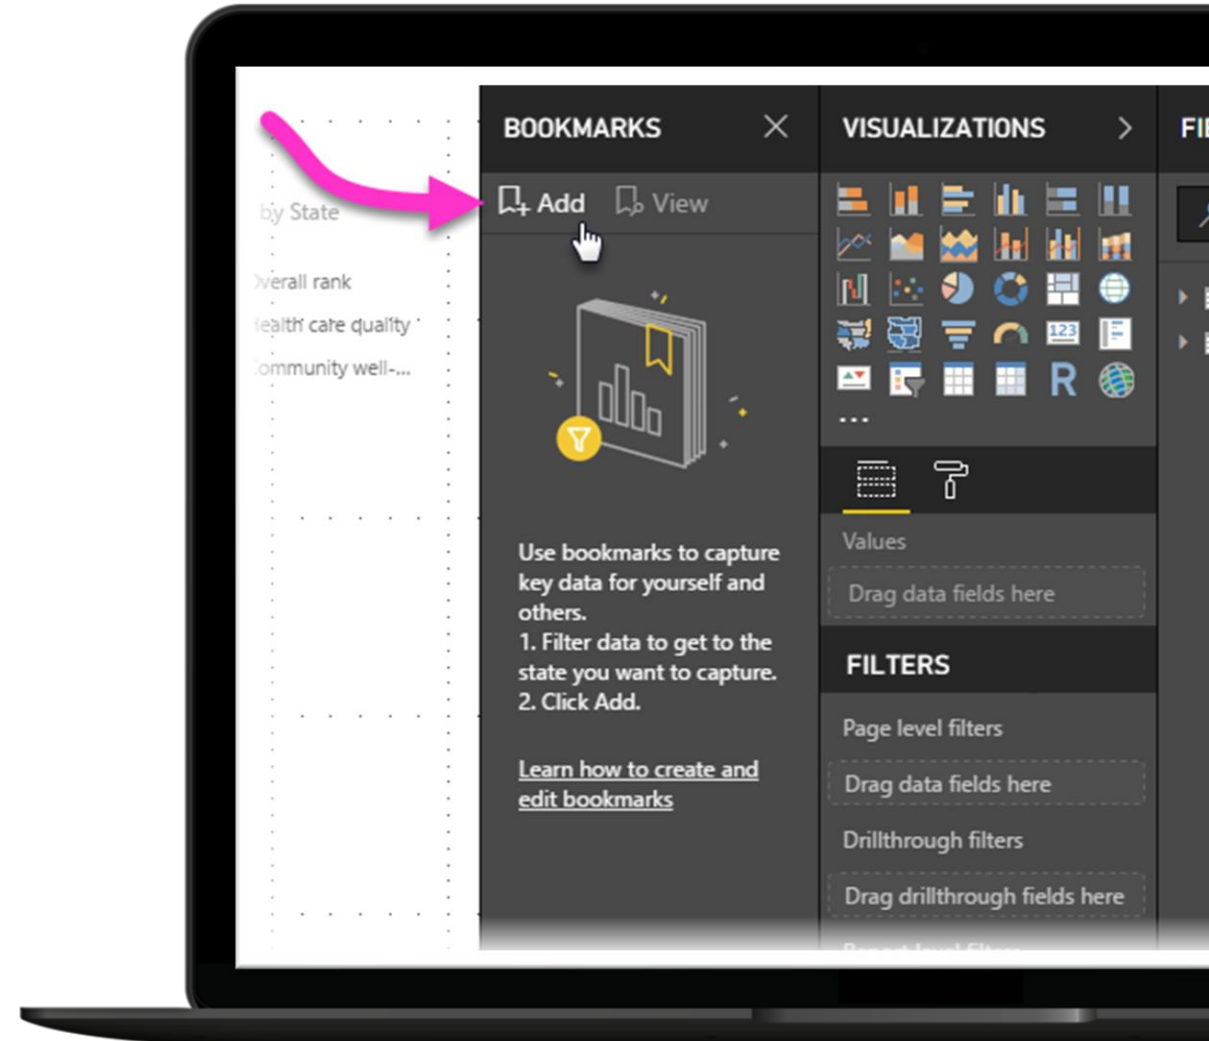 BOOKMARKS
Add View
Use bookmarks to capture
key data for yourself and
others.
1. Filter data to get to the
state you want to capture.
2. Click Add.
Learn how to create and
edit bookmarks
VISUALIZATIONS
123
R
Values
Drag data fields here
FILTERS
Page level filters
Drag data fields here
Drillthrough filters
Drag drillthrough fields here
by State
rank
care quality
well-...